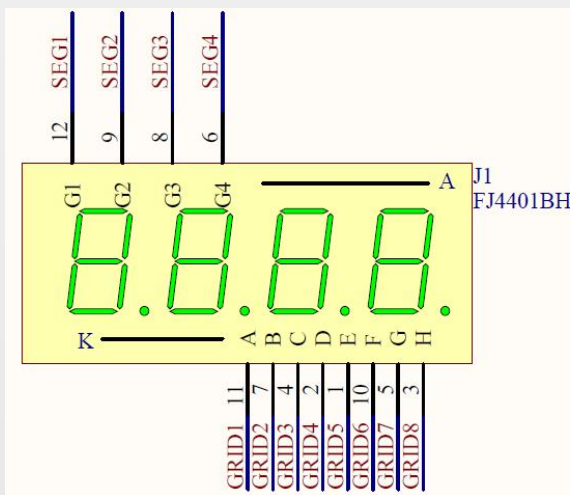 SEG1 SEG2 SEG3 SEG4
12 9 8 6
G1 G2 G3 G4 A J1
FJ4401BH
K A B C D E F G H
11 7 4 2 1 10 5 3
GRID1 GRID2 GRID3 GRID4 GRID5 GRID6 GRID7 GRID8